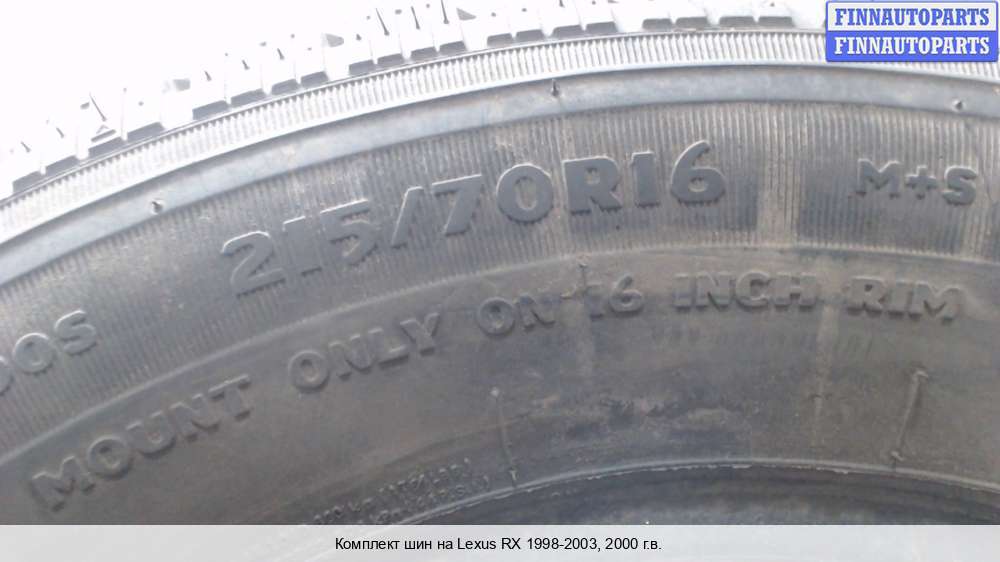 FINNAUTOPARTS
FINNAUTOPARTS
215/70R16 M+S
00S
MOUNT ONLY ON 16 INCH RIM
Комплект шин на Lexus RX 1998-2003, 2000 г.в.